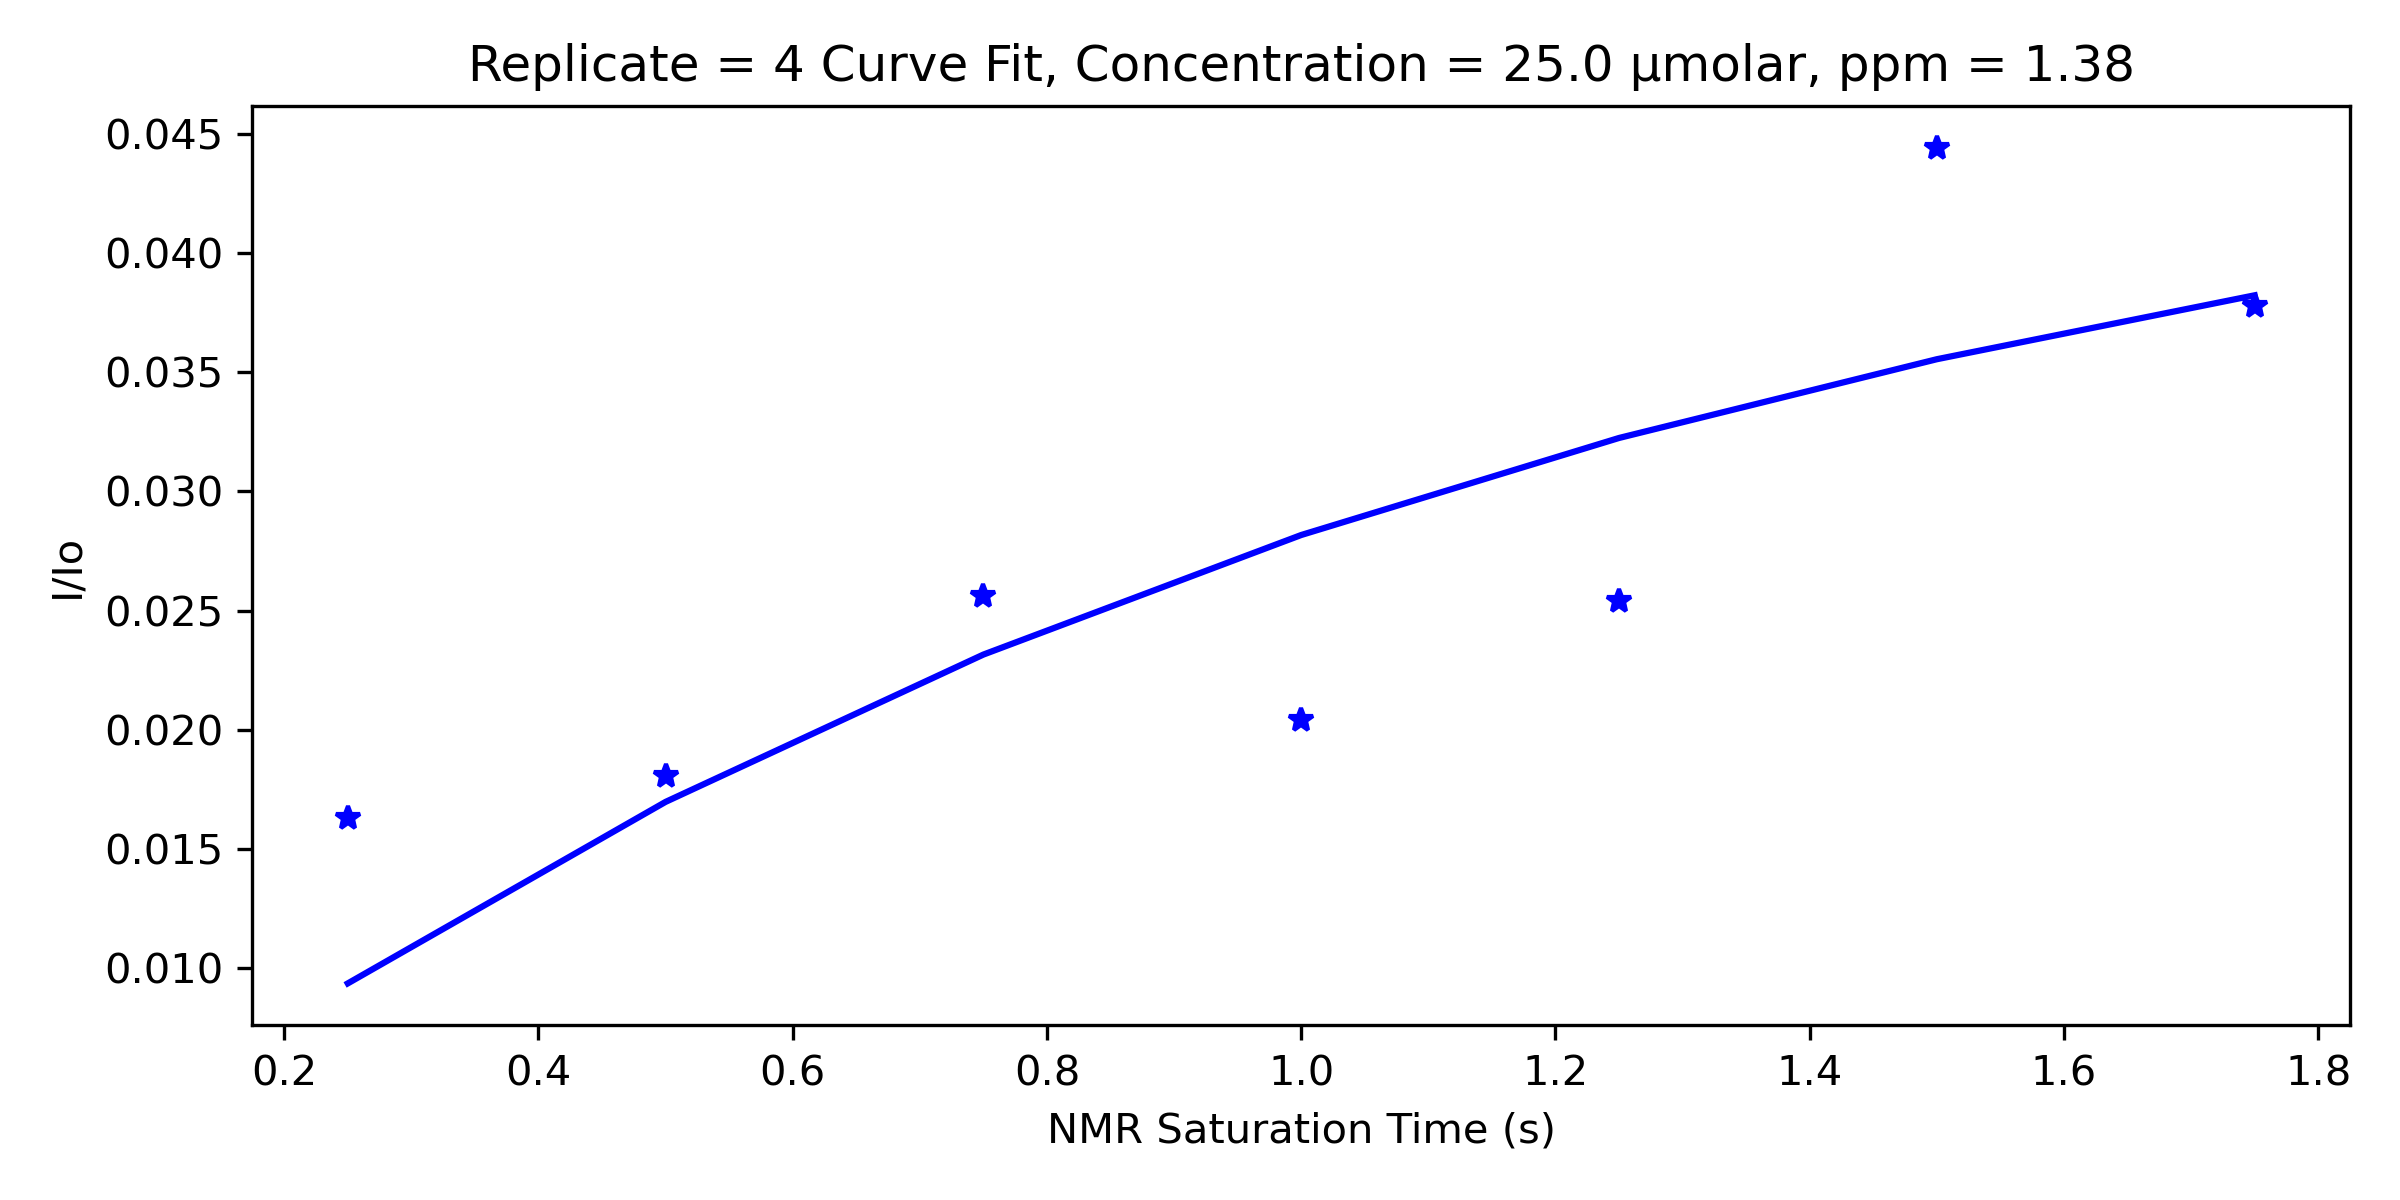 Replicate = 4 Curve Fit, Concentration = 25.0 µmolar, ppm = 1.38
0.045
0.040
0.035
0.030
0.025
0.020
0.015
0.010
I/Io
0.2 0.4 0.6 0.8 1.0 1.2 1.4 1.6 1.8
NMR Saturation Time (s)